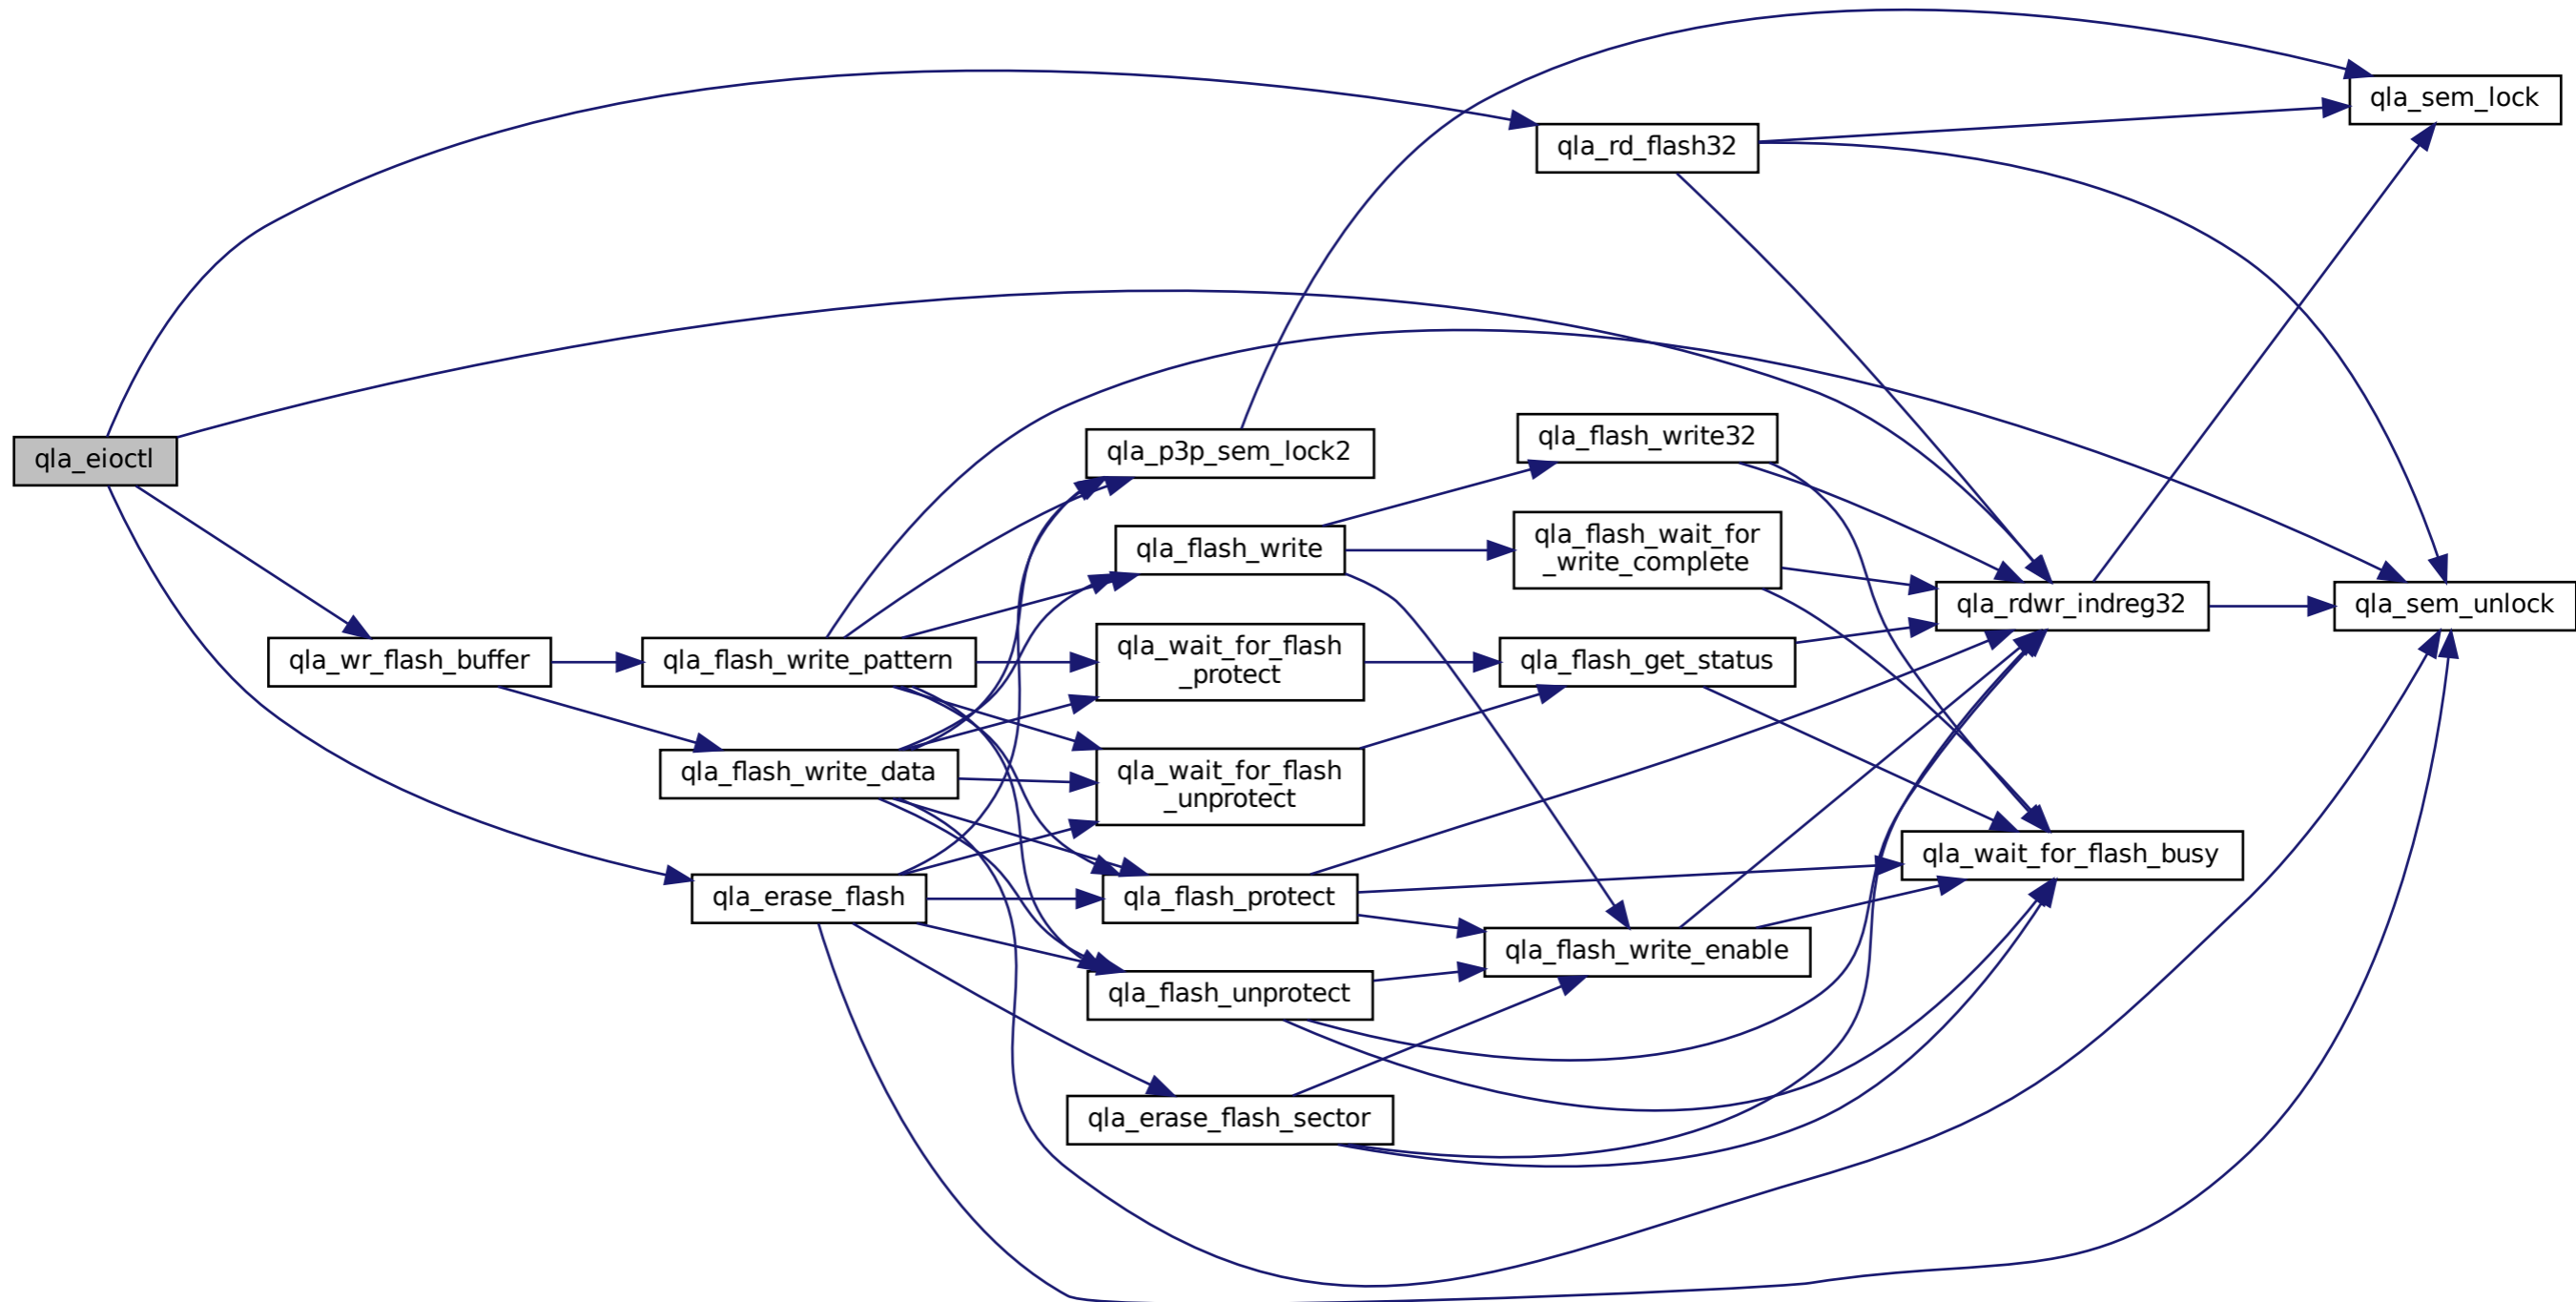 qla_sem_lock
qla_rd_flash32
qla_eioctl
qla_p3p_sem_lock2
qla_flash_write32
qla_flash_write
qla_flash_wait_for
_write_complete
qla_rdwr_indreg32
qla_sem_unlock
qla_wr_flash_buffer
qla_flash_write_pattern
qla_wait_for_flash
_protect
qla_flash_get_status
qla_flash_write_data
qla_wait_for_flash
_unprotect
qla_wait_for_flash_busy
qla_erase_flash
qla_flash_protect
qla_flash_write_enable
qla_flash_unprotect
qla_erase_flash_sector